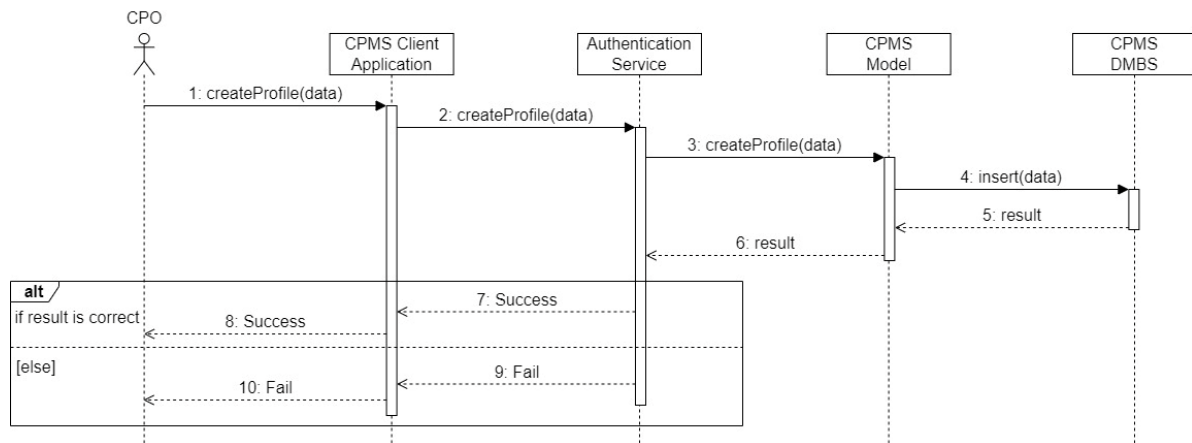 CPO
CPMS Client
Application
Authentication
Service
CPMS
Model
CPMS
DMBS
1: createProfile(data)
2: createProfile(data)
3: createProfile(data)
4: insert(data)
5: result
6: result
alt
7: Success
if result is correct
8: Success
[else]
9: Fail
10: Fail